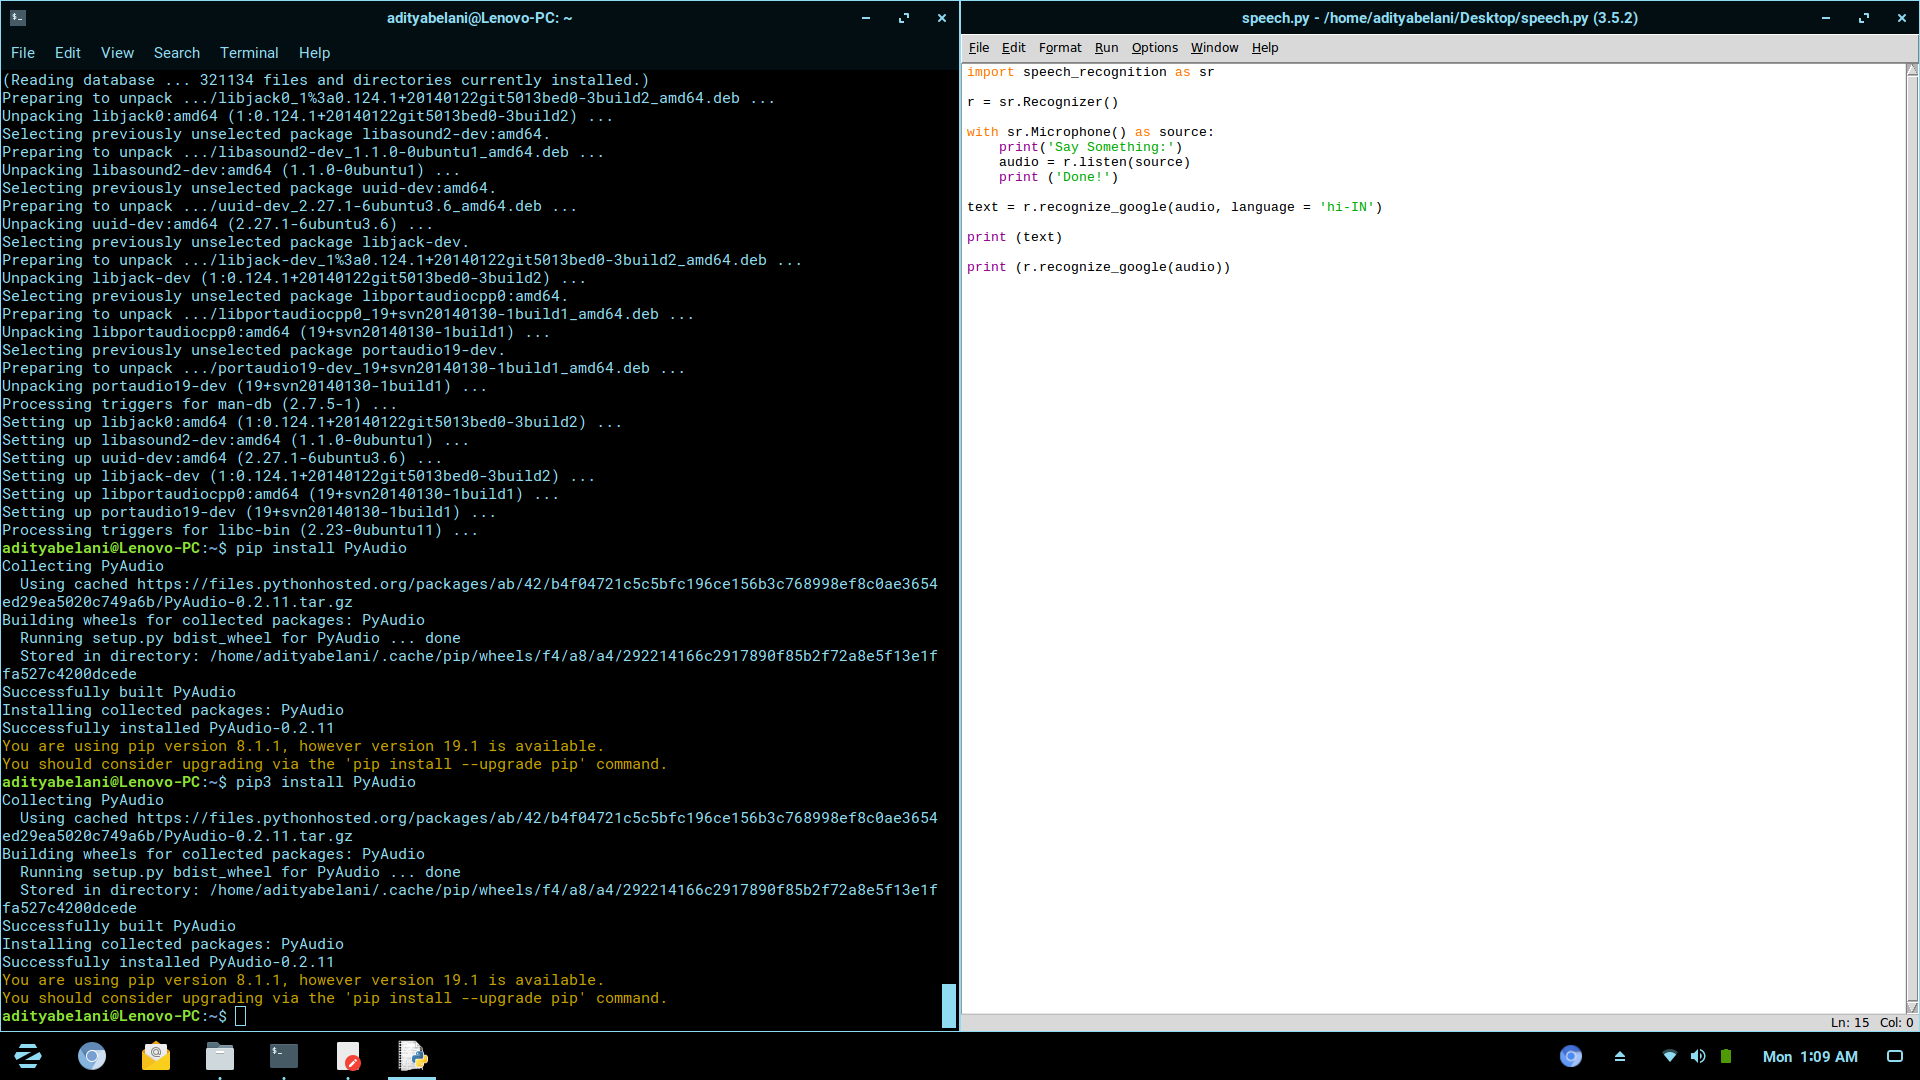 adityabelani@Lenovo-PC: ~
File Edit View Search Terminal Help
(Reading database ... 321134 files and directories currently installed.)
Preparing to unpack .../libjack0_1%3a0.124.1+20140122git5013bed0-3build2_amd64.deb ...
Unpacking libjack0:amd64 (1:0.124.1+20140122git5013bed0-3build2) ...
Selecting previously unselected package libasound2-dev:amd64.
Preparing to unpack .../libasound2-dev_1.1.0-0ubuntu1_amd64.deb ...
Unpacking libasound2-dev:amd64 (1.1.0-0ubuntu1) ...
Selecting previously unselected package uuid-dev:amd64.
Preparing to unpack .../uuid-dev_2.27.1-6ubuntu3.6_amd64.deb ...
Unpacking uuid-dev:amd64 (2.27.1-6ubuntu3.6) ...
Selecting previously unselected package libjack-dev.
Preparing to unpack .../libjack-dev_1%3a0.124.1+20140122git5013bed0-3build2_amd64.deb ...
Unpacking libjack-dev (1:0.124.1+20140122git5013bed0-3build2) ...
Selecting previously unselected package libportaudiocpp0:amd64.
Preparing to unpack .../libportaudiocpp0_19+svn20140130-1build1_amd64.deb ...
Unpacking libportaudiocpp0:amd64 (19+svn20140130-1build1) ...
Selecting previously unselected package portaudio19-dev.
Preparing to unpack .../portaudio19-dev_19+svn20140130-1build1_amd64.deb ...
Unpacking portaudio19-dev (19+svn20140130-1build1) ...
Processing triggers for man-db (2.7.5-1) ...
Setting up libjack0:amd64 (1:0.124.1+20140122git5013bed0-3build2) ...
Setting up libasound2-dev:amd64 (1.1.0-0ubuntu1) ...
Setting up uuid-dev:amd64 (2.27.1-6ubuntu3.6) ...
Setting up libjack-dev (1:0.124.1+20140122git5013bed0-3build2) ...
Setting up libportaudiocpp0:amd64 (19+svn20140130-1build1) ...
Setting up portaudio19-dev (19+svn20140130-1build1) ...
Processing triggers for libc-bin (2.23-0ubuntu11) ...
adityabelani@Lenovo-PC:~$ pip install PyAudio
Collecting PyAudio
  Using cached https://files.pythonhosted.org/packages/ab/42/b4f04721c5c5bfc196ce156b3c768998ef8c0ae3654
ed29ea5020c749a6b/PyAudio-0.2.11.tar.gz
Building wheels for collected packages: PyAudio
  Running setup.py bdist_wheel for PyAudio ... done
  Stored in directory: /home/adityabelani/.cache/pip/wheels/f4/a8/a4/292214166c2917890f85b2f72a8e5f13e1f
fa527c4200dcede
Successfully built PyAudio
Installing collected packages: PyAudio
Successfully installed PyAudio-0.2.11
You are using pip version 8.1.1, however version 19.1 is available.
You should consider upgrading via the 'pip install --upgrade pip' command.
adityabelani@Lenovo-PC:~$ pip3 install PyAudio
Collecting PyAudio
  Using cached https://files.pythonhosted.org/packages/ab/42/b4f04721c5c5bfc196ce156b3c768998ef8c0ae3654
ed29ea5020c749a6b/PyAudio-0.2.11.tar.gz
Building wheels for collected packages: PyAudio
  Running setup.py bdist_wheel for PyAudio ... done
  Stored in directory: /home/adityabelani/.cache/pip/wheels/f4/a8/a4/292214166c2917890f85b2f72a8e5f13e1f
fa527c4200dcede
Successfully built PyAudio
Installing collected packages: PyAudio
Successfully installed PyAudio-0.2.11
You are using pip version 8.1.1, however version 19.1 is available.
You should consider upgrading via the 'pip install --upgrade pip' command.
adityabelani@Lenovo-PC:~$
speech.py - /home/adityabelani/Desktop/speech.py (3.5.2)
File Edit Format Run Options Window Help
import speech_recognition as sr
r = sr.Recognizer()
with sr.Microphone() as source:
    print('Say Something:')
    audio = r.listen(source)
    print ('Done!')
text = r.recognize_google(audio, language = 'hi-IN')
print (text)
print (r.recognize_google(audio))
Ln: 15 Col: 0
Mon 1:09 AM